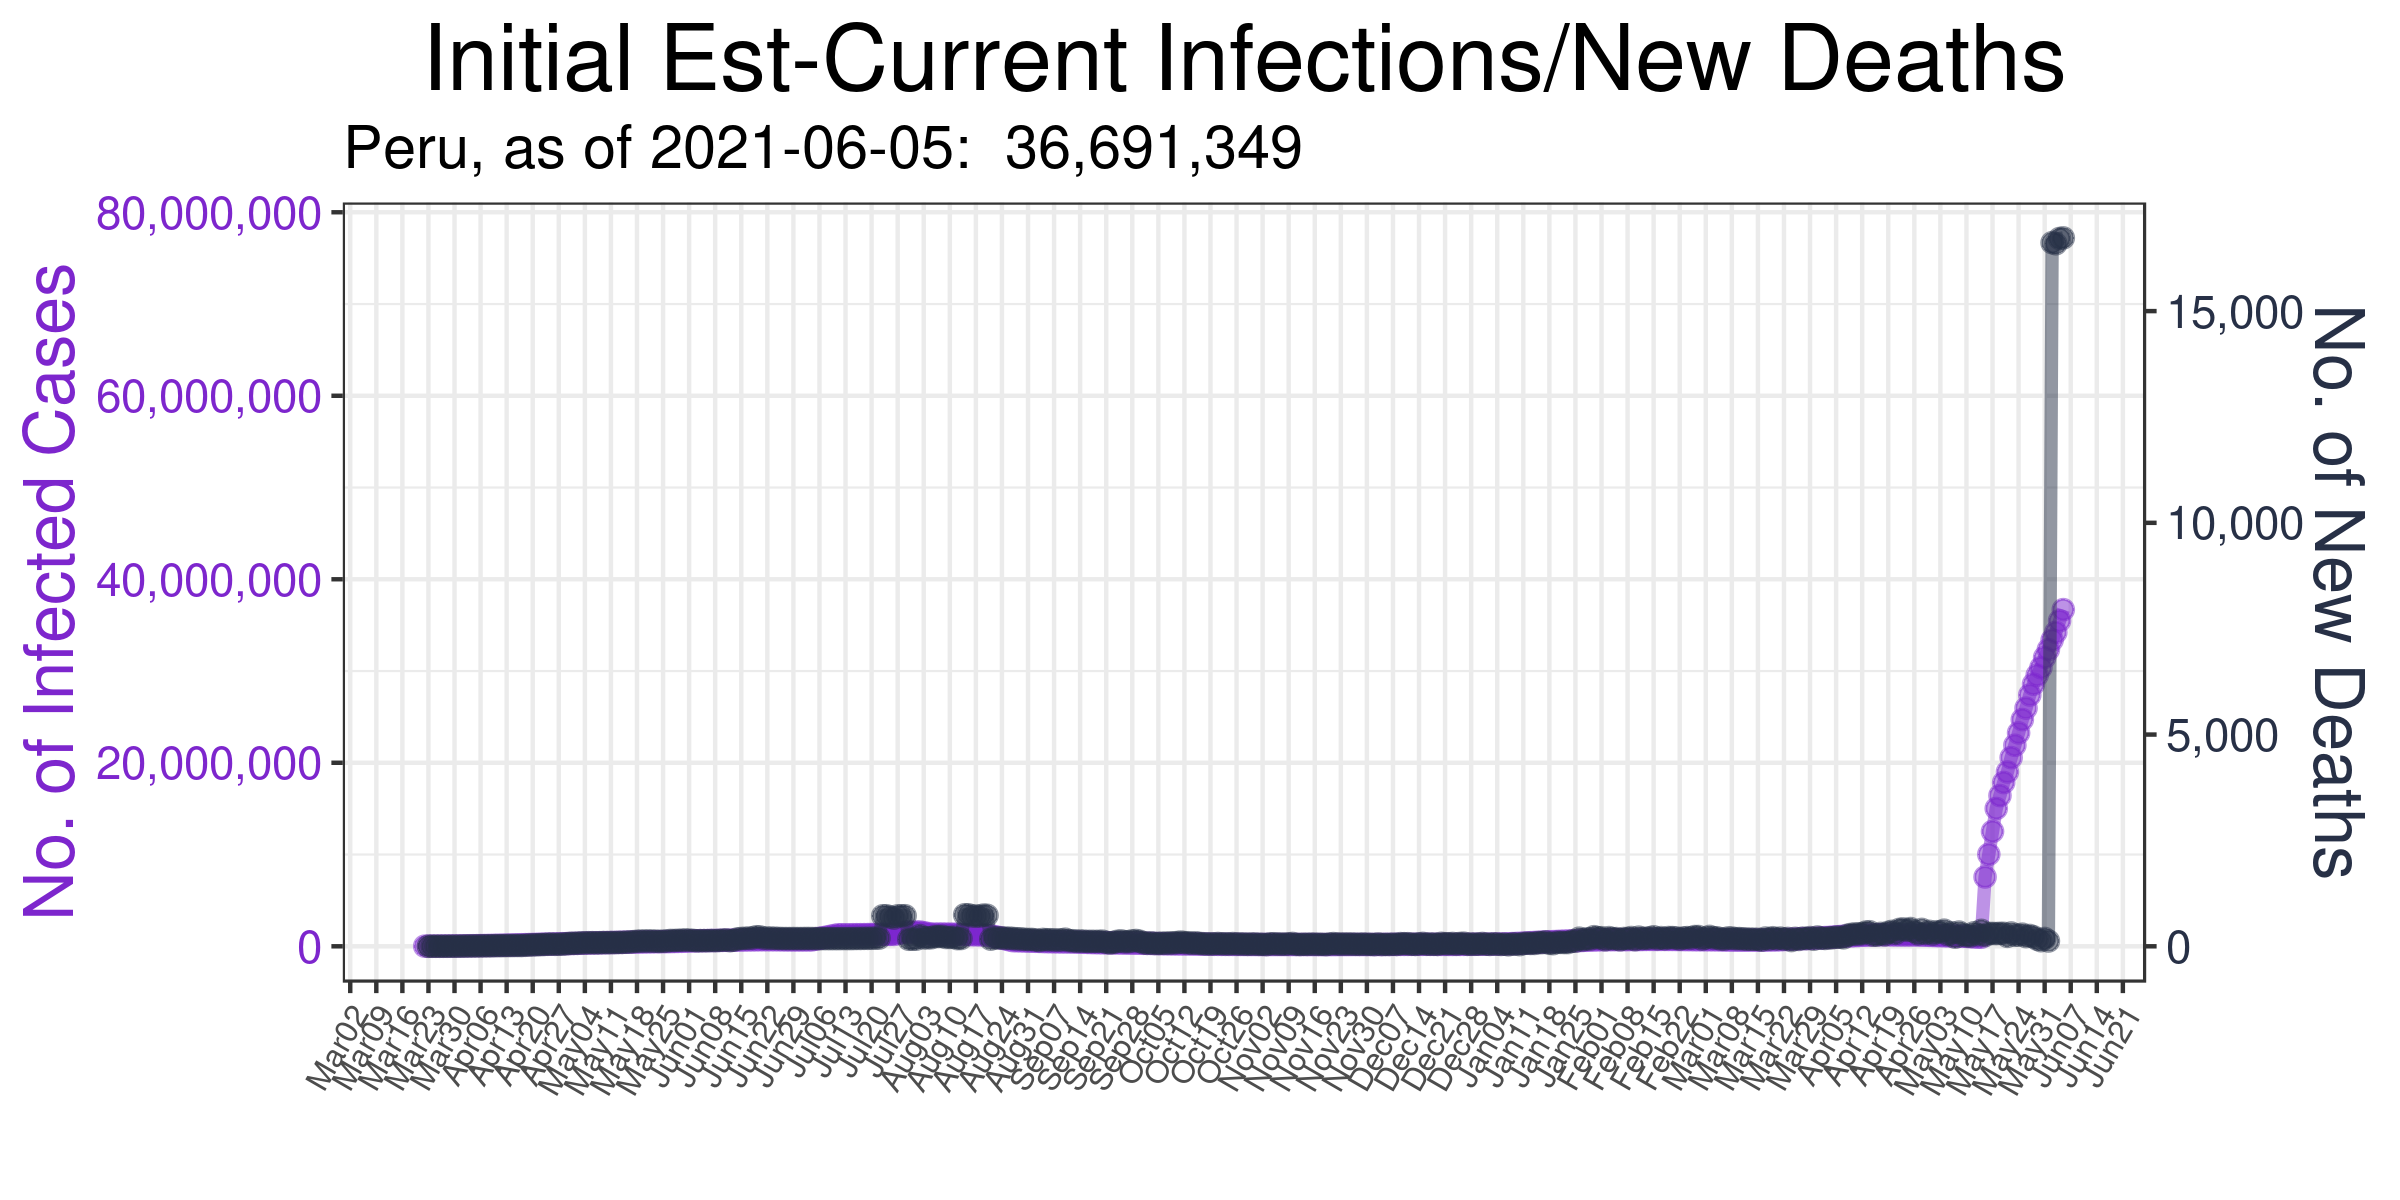 Initial Est-Current Infections/New Deaths
Peru, as of 2021-06-05:  36,691,349
No. of Infected Cases
80,000,000
60,000,000
40,000,000
20,000,000
0
15,000
10,000
5,000
0
No. of New Deaths
Mar02
Mar09
Mar16
Mar23
Mar30
Apr06
Apr13
Apr20
Apr27
May04
May11
May18
May25
Jun01
Jun08
Jun15
Jun22
Jun29
Jul06
Jul13
Jul20
Jul27
Aug03
Aug10
Aug17
Aug24
Aug31
Sep07
Sep14
Sep21
Sep28
Oct05
Oct12
Oct19
Oct26
Nov02
Nov09
Nov16
Nov23
Nov30
Dec07
Dec14
Dec21
Dec28
Jan04
Jan11
Jan18
Jan25
Feb01
Feb08
Feb15
Feb22
Mar01
Mar08
Mar15
Mar22
Mar29
Apr05
Apr12
Apr19
Apr26
May03
May10
May17
May24
May31
Jun07
Jun14
Jun21